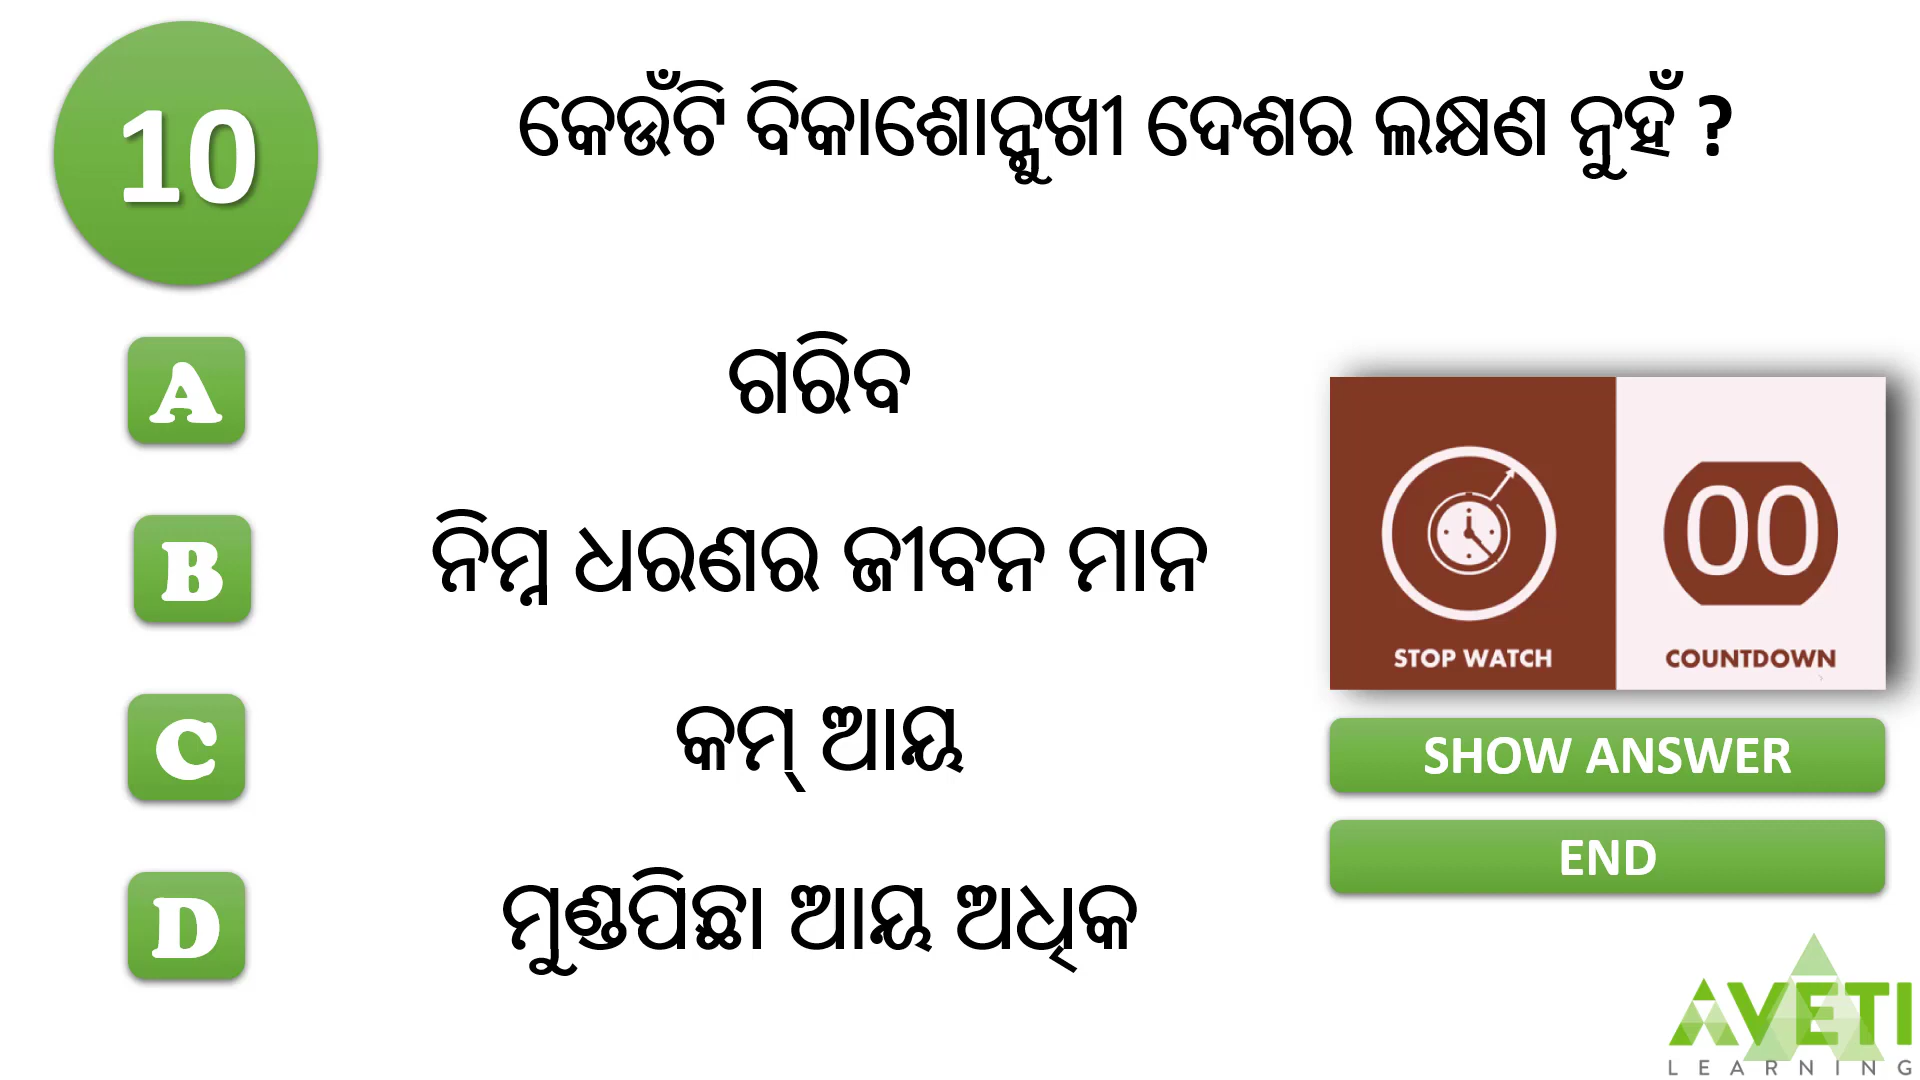 10
କେଉଁଟି ବିକାଶୋନ୍ମୁଖୀ ଦେଶର ଲକ୍ଷଣ ନୁହଁ ?
A
ଗରିବ
B
ନିମ୍ନ ଧରଣର ଜୀବନ ମାନ
C
କମ୍ ଆୟ
D
ମୁଣ୍ଡପିଛା ଆୟ ଅଧିକ
00
STOP WATCH
COUNTDOWN
SHOW ANSWER
END
AVETI
LEARNING